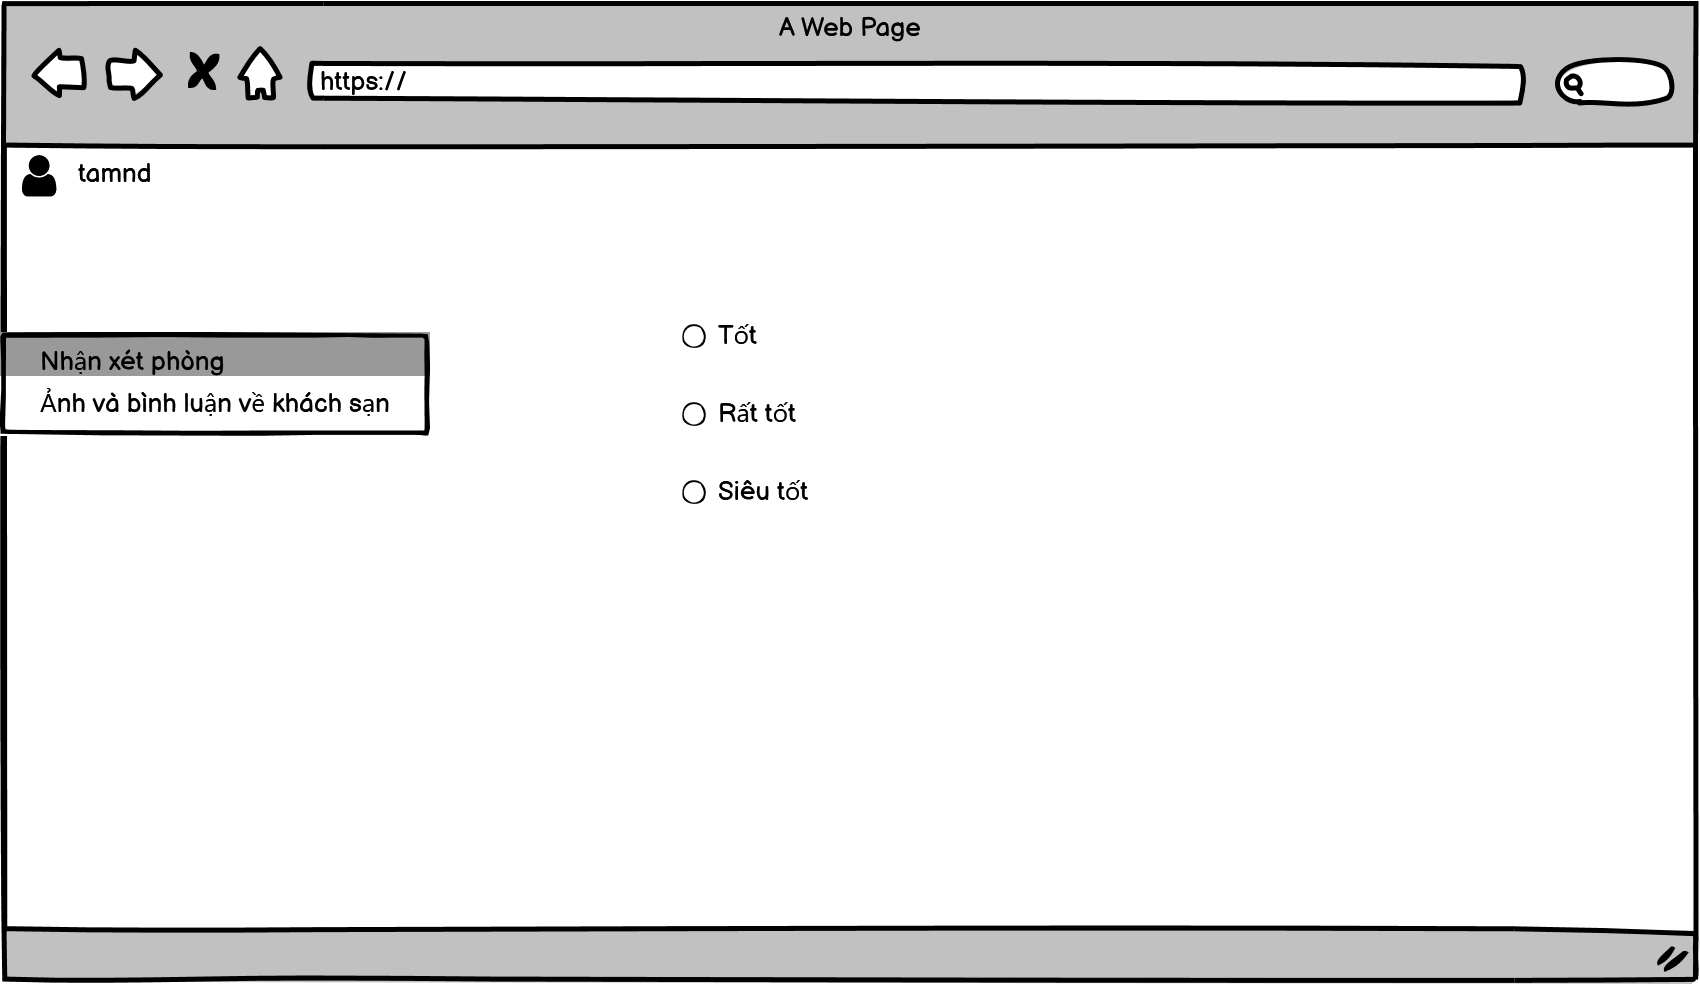 A Web Page
https://
tamnd
Nhận xét phòng
Ảnh và bình luận về khách sạn
Tốt
Rất tốt
Siêu tốt